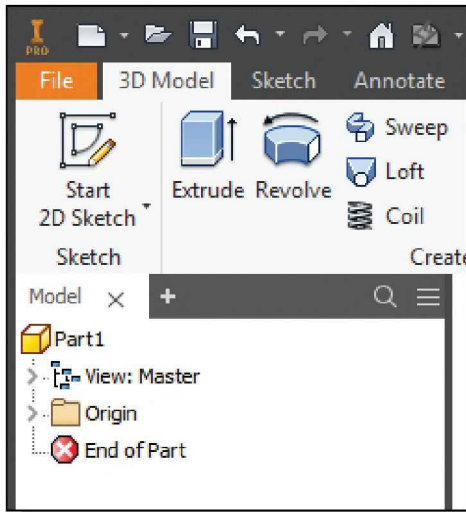 I
PRO
File 3D Model Sketch Annotate
Start
2D Sketch
Extrude Revolve
Sweep
Loft
Coil
Sketch Create
Model × +
Part1
View: Master
Origin
End of Part